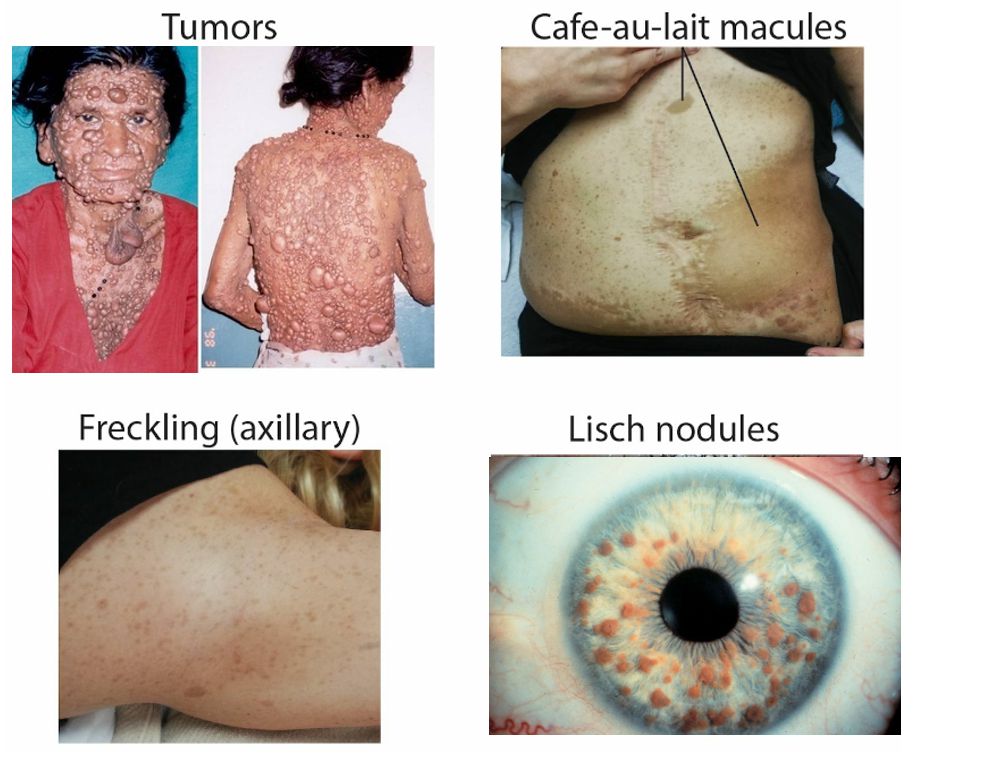 Tumors
Cafe-au-lait macules
Freckling (axillary)
Lisch nodules